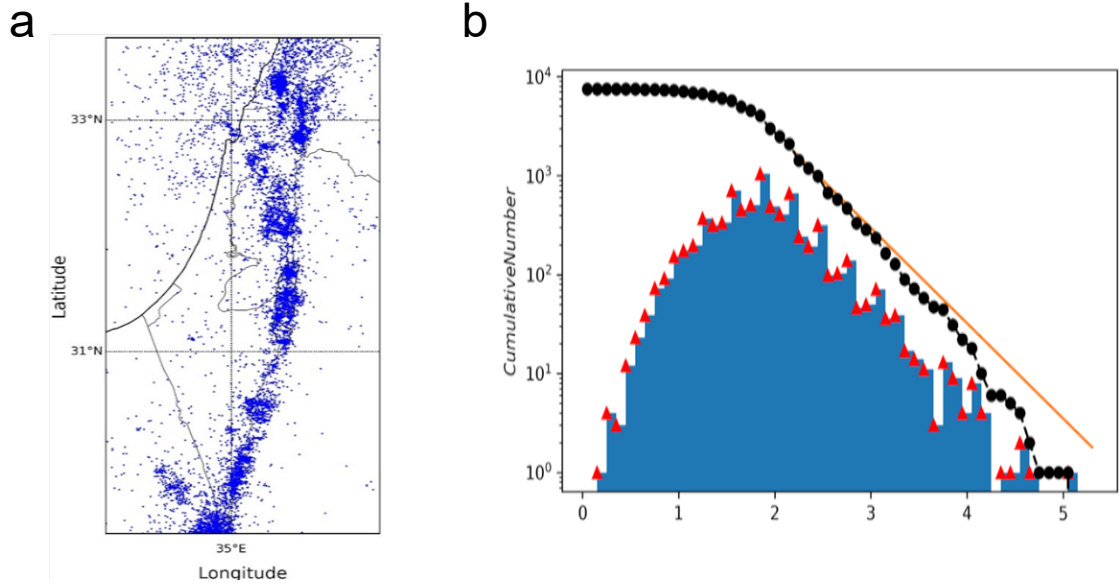 a
b
33°N
31°N
Latitude
35°E
Longitude
10⁴
10³
10²
10¹
10⁰
CumulativeNumber
0 1 2 3 4 5